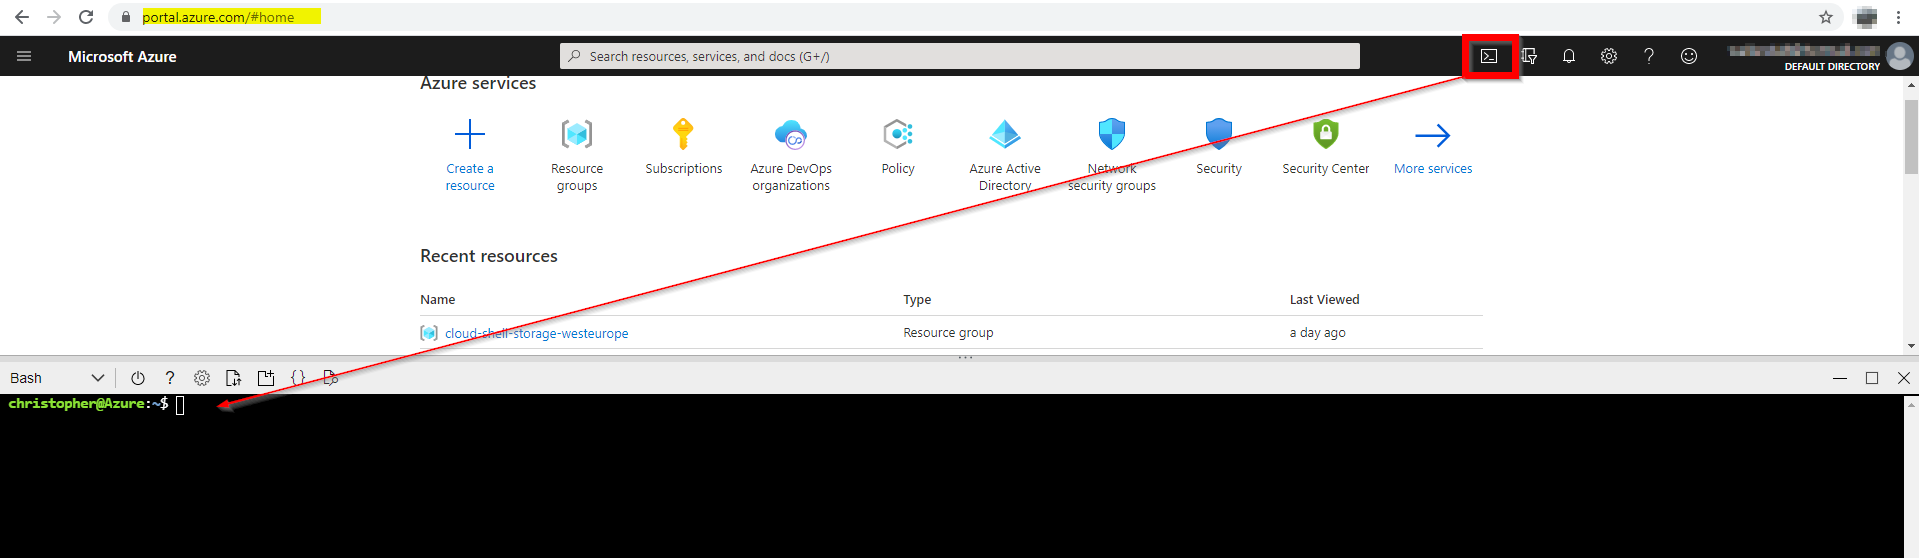 portal.azure.com/#home
Microsoft Azure
Search resources, services, and docs (G+/)
DEFAULT DIRECTORY
Azure services
Create a resource
Resource groups
Subscriptions
Azure DevOps organizations
Policy
Azure Active Directory
Network security groups
Security
Security Center
More services
Recent resources
Name Type Last Viewed
cloud-shell-storage-westeurope Resource group a day ago
Bash
christopher@Azure:~$